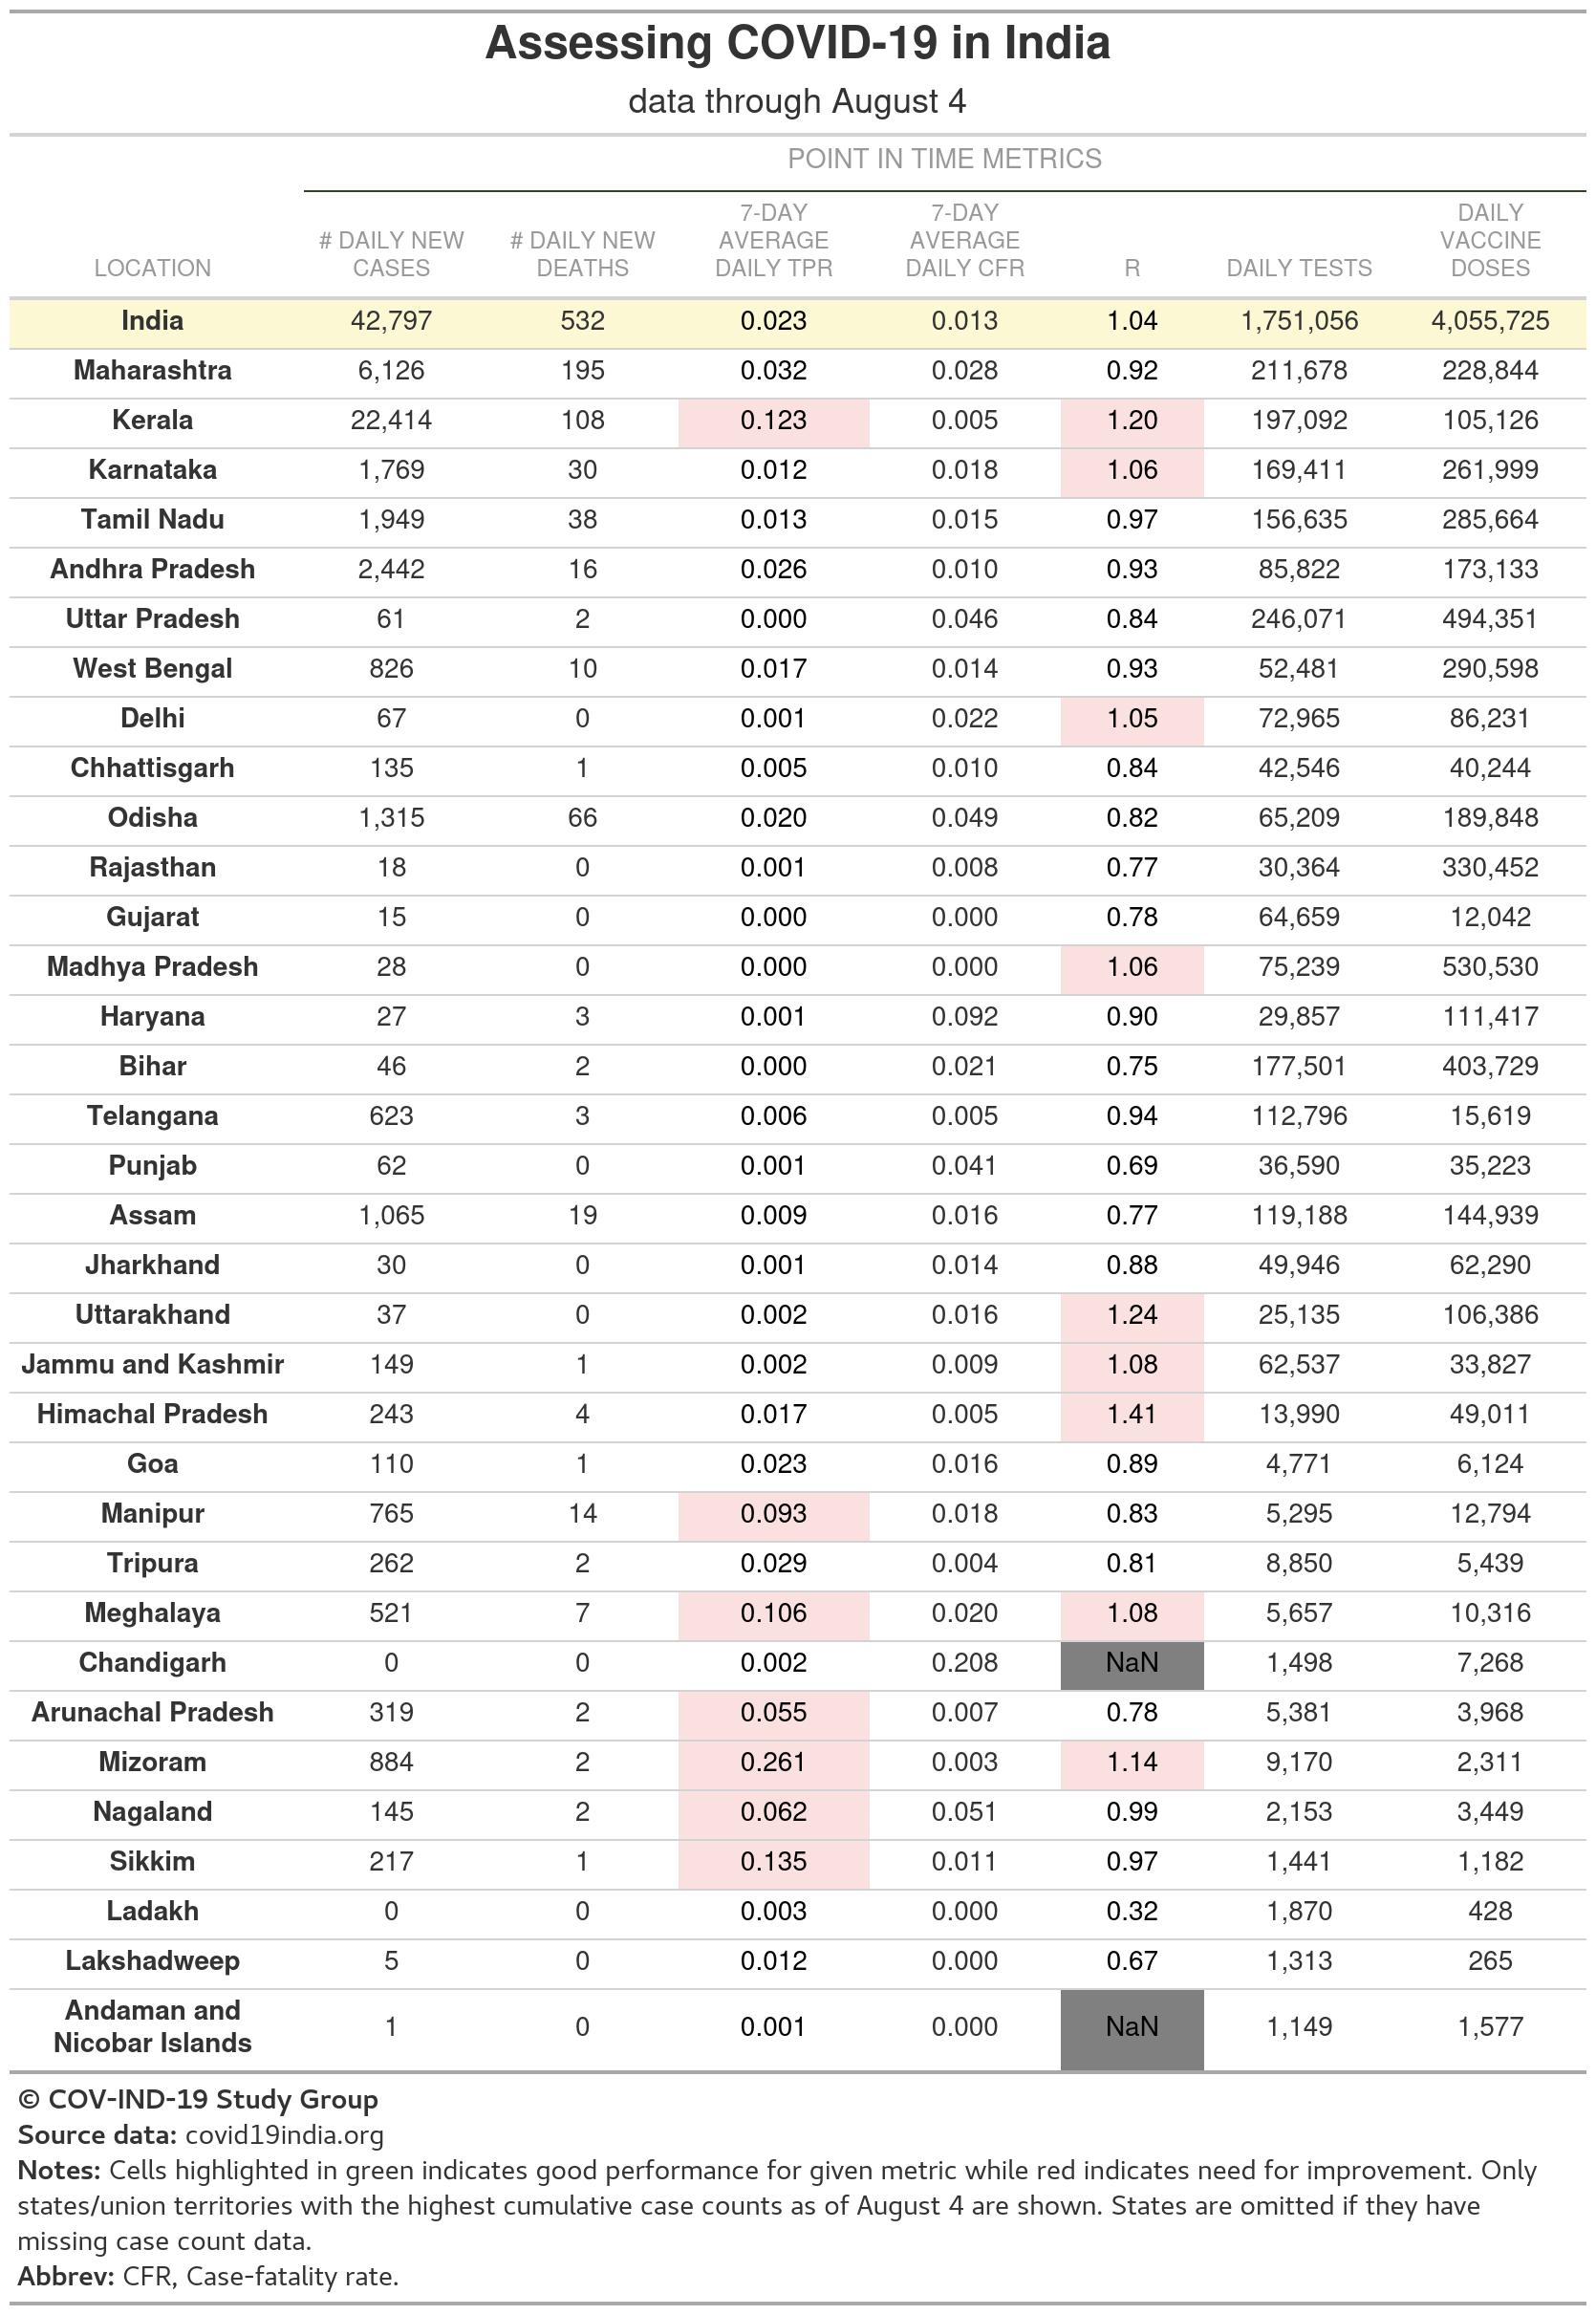 Assessing COVID-19 in India
data through August 4
POINT IN TIME METRICS
LOCATION # DAILY NEW CASES # DAILY NEW DEATHS 7-DAY AVERAGE DAILY TPR 7-DAY AVERAGE DAILY CFR R DAILY TESTS DAILY VACCINE DOSES
India 42,797 532 0.023 0.013 1.04 1,751,056 4,055,725
Maharashtra 6,126 195 0.032 0.028 0.92 211,678 228,844
Kerala 22,414 108 0.123 0.005 1.20 197,092 105,126
Karnataka 1,769 30 0.012 0.018 1.06 169,411 261,999
Tamil Nadu 1,949 38 0.013 0.015 0.97 156,635 285,664
Andhra Pradesh 2,442 16 0.026 0.010 0.93 85,822 173,133
Uttar Pradesh 61 2 0.000 0.046 0.84 246,071 494,351
West Bengal 826 10 0.017 0.014 0.93 52,481 290,598
Delhi 67 0 0.001 0.022 1.05 72,965 86,231
Chhattisgarh 135 1 0.005 0.010 0.84 42,546 40,244
Odisha 1,315 66 0.020 0.049 0.82 65,209 189,848
Rajasthan 18 0 0.001 0.008 0.77 30,364 330,452
Gujarat 15 0 0.000 0.000 0.78 64,659 12,042
Madhya Pradesh 28 0 0.000 0.000 1.06 75,239 530,530
Haryana 27 3 0.001 0.092 0.90 29,857 111,417
Bihar 46 2 0.000 0.021 0.75 177,501 403,729
Telangana 623 3 0.006 0.005 0.94 112,796 15,619
Punjab 62 0 0.001 0.041 0.69 36,590 35,223
Assam 1,065 19 0.009 0.016 0.77 119,188 144,939
Jharkhand 30 0 0.001 0.014 0.88 49,946 62,290
Uttarakhand 37 0 0.002 0.016 1.24 25,135 106,386
Jammu and Kashmir 149 1 0.002 0.009 1.08 62,537 33,827
Himachal Pradesh 243 4 0.017 0.005 1.41 13,990 49,011
Goa 110 1 0.023 0.016 0.89 4,771 6,124
Manipur 765 14 0.093 0.018 0.83 5,295 12,794
Tripura 262 2 0.029 0.004 0.81 8,850 5,439
Meghalaya 521 7 0.106 0.020 1.08 5,657 10,316
Chandigarh 0 0 0.002 0.208 NaN 1,498 7,268
Arunachal Pradesh 319 2 0.055 0.007 0.78 5,381 3,968
Mizoram 884 2 0.261 0.003 1.14 9,170 2,311
Nagaland 145 2 0.062 0.051 0.99 2,153 3,449
Sikkim 217 1 0.135 0.011 0.97 1,441 1,182
Ladakh 0 0 0.003 0.000 0.32 1,870 428
Lakshadweep 5 0 0.012 0.000 0.67 1,313 265
Andaman and Nicobar Islands 1 0 0.001 0.000 NaN 1,149 1,577
© COV-IND-19 Study Group
Source data: covid19india.org
Notes: Cells highlighted in green indicates good performance for given metric while red indicates need for improvement. Only
states/union territories with the highest cumulative case counts as of August 4 are shown. States are omitted if they have
missing case count data.
Abbrev: CFR, Case-fatality rate.